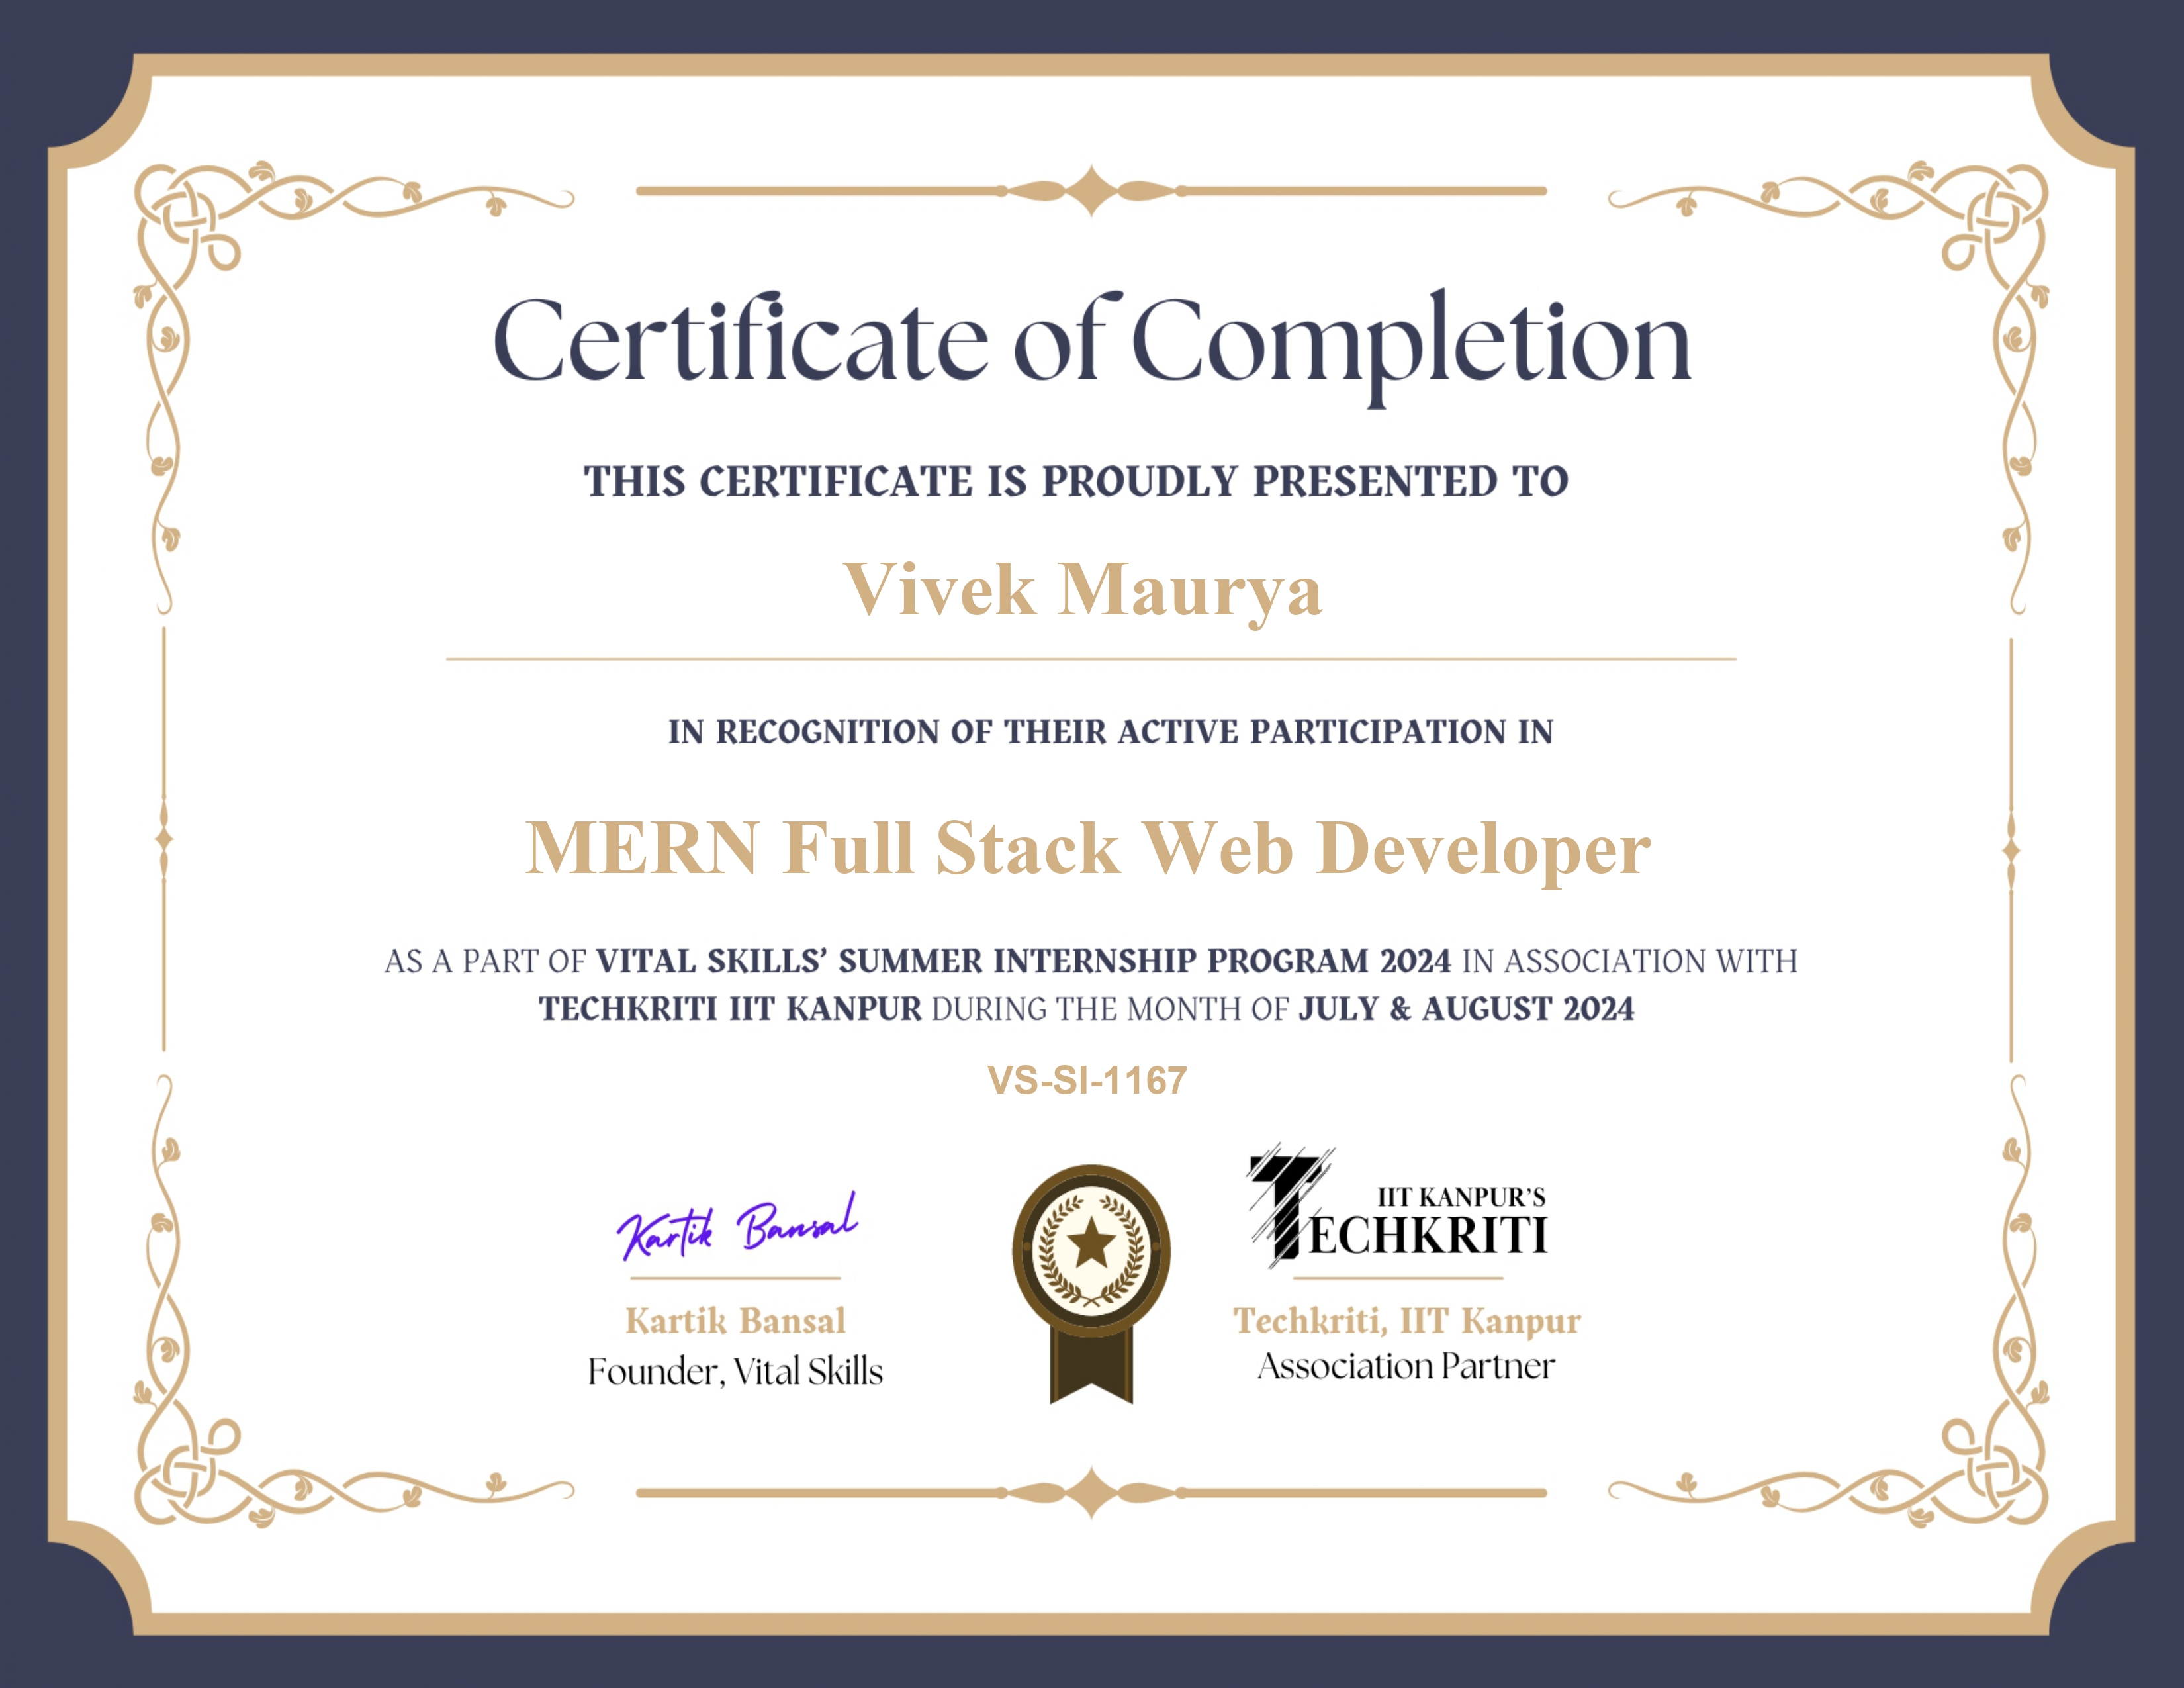 Certificate of Completion
THIS CERTIFICATE IS PROUDLY PRESENTED TO
Vivek Maurya
IN RECOGNITION OF THEIR ACTIVE PARTICIPATION IN
MERN Full Stack Web Developer
AS A PART OF VITAL SKILLS’ SUMMER INTERNSHIP PROGRAM 2024 IN ASSOCIATION WITH
TECHKRITI IIT KANPUR DURING THE MONTH OF JULY & AUGUST 2024
VS-SI-1167
Kartik Bansal
Kartik Bansal
Founder, Vital Skills
IIT KANPUR’S
TECHKRITI
Techkriti, IIT Kanpur
Association Partner